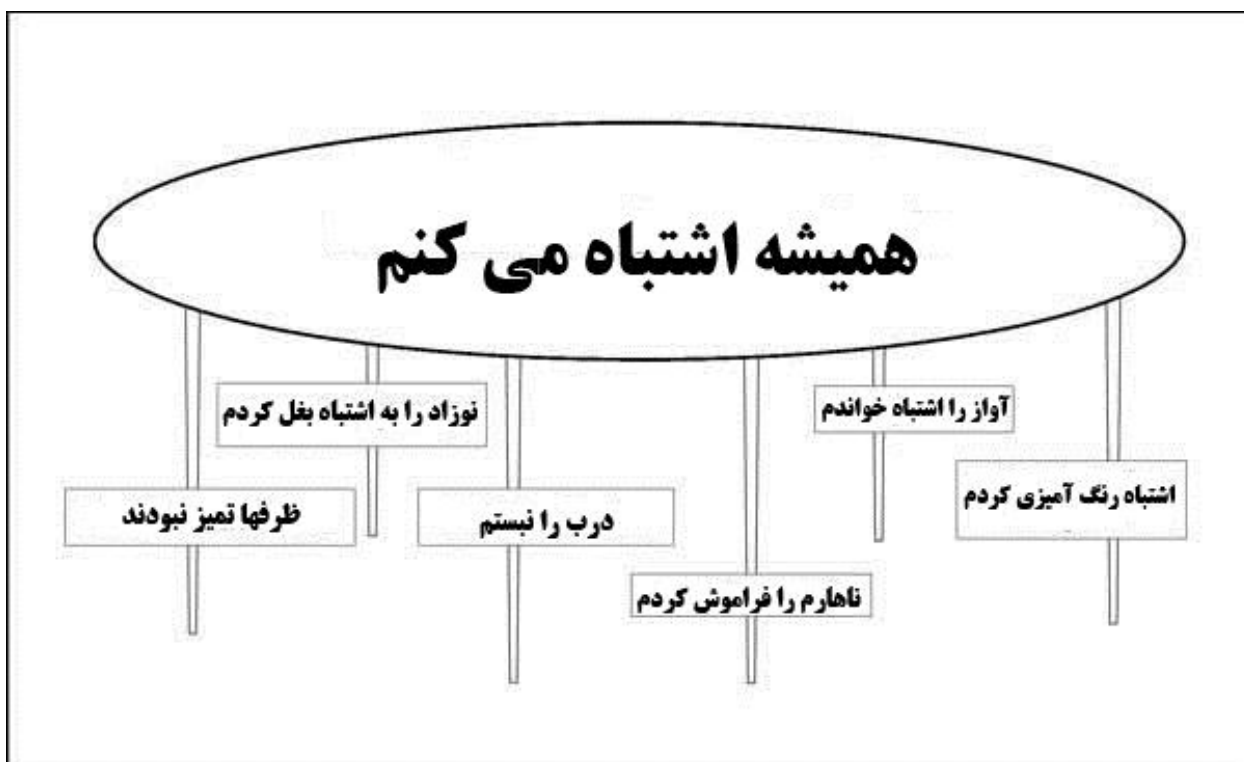 همیشه اشتباه می کنم
آواز را اشتباه خواندم
نوزاد را به اشتباه بغل کردم
اشتباه رنگ آمیزی کردم
درب را نبستم
ظرفها تمیز نبودند
ناهارم را فراموش کردم